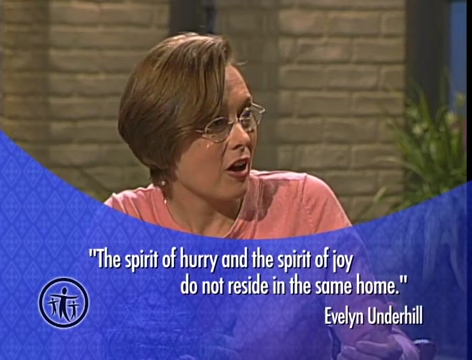 "The spirit of hurry and the spirit of joy
do not reside in the same home."
Evelyn Underhill